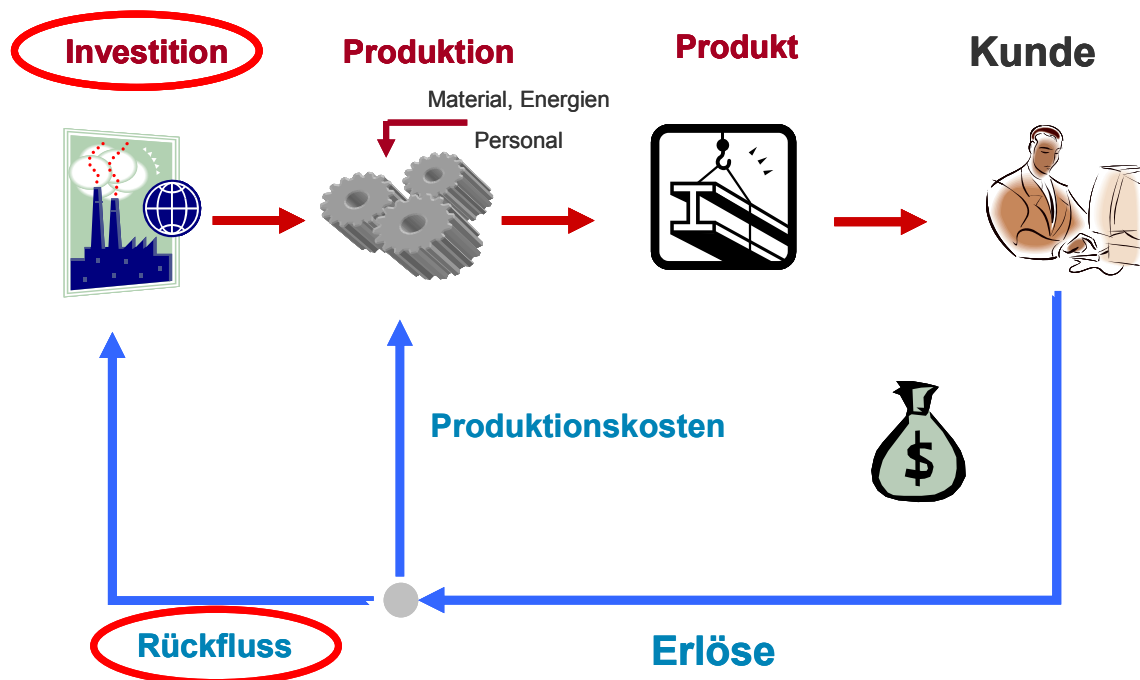 Investition
Produktion
Produkt
Kunde
Material, Energien
Personal
Produktionskosten
$
Rückfluss
Erlöse